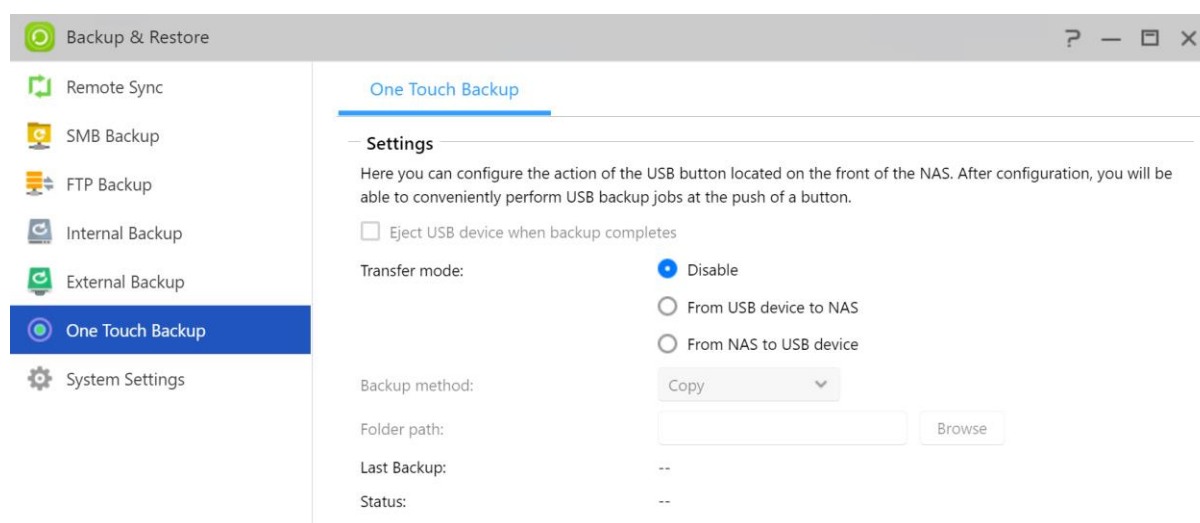 Backup & Restore
Remote Sync
SMB Backup
FTP Backup
Internal Backup
External Backup
One Touch Backup
System Settings
One Touch Backup
Settings
Here you can configure the action of the USB button located on the front of the NAS. After configuration, you will be
able to conveniently perform USB backup jobs at the push of a button.
Eject USB device when backup completes
Transfer mode:
Disable
From USB device to NAS
From NAS to USB device
Backup method:
Copy
Folder path:
Browse
Last Backup:
--
Status:
--